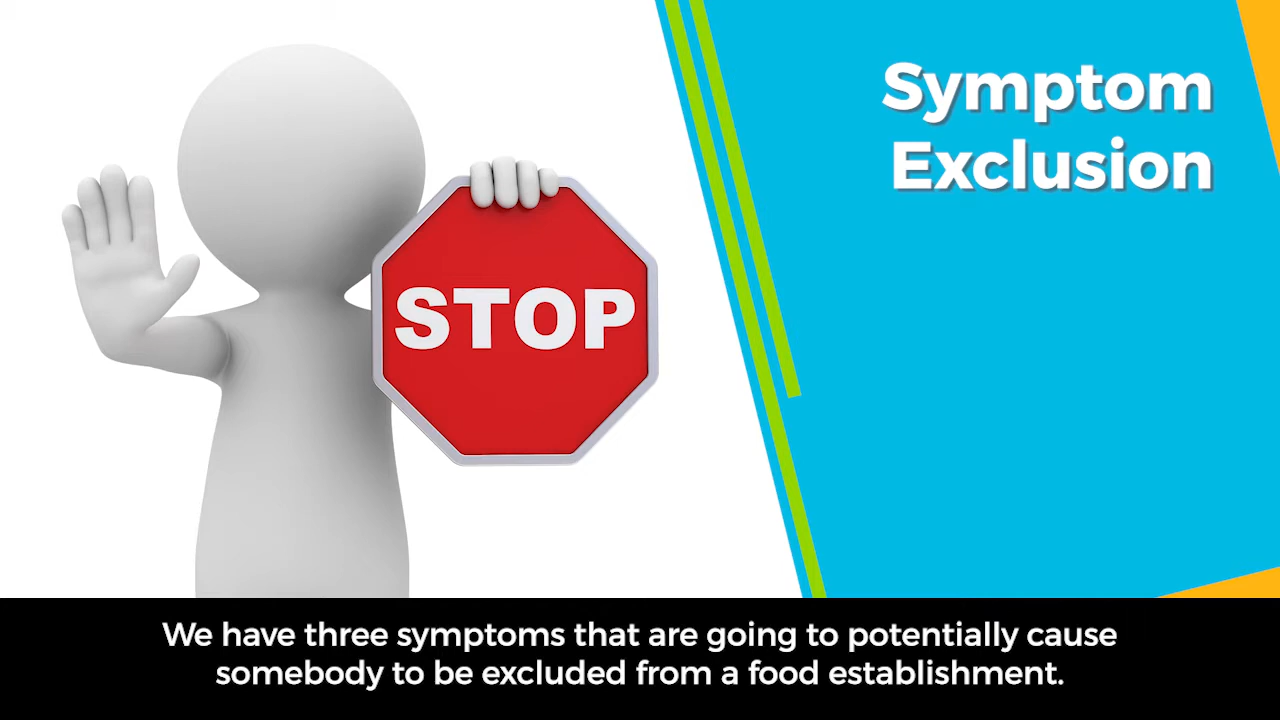 Symptom
Exclusion
STOP
We have three symptoms that are going to potentially cause
somebody to be excluded from a food establishment.